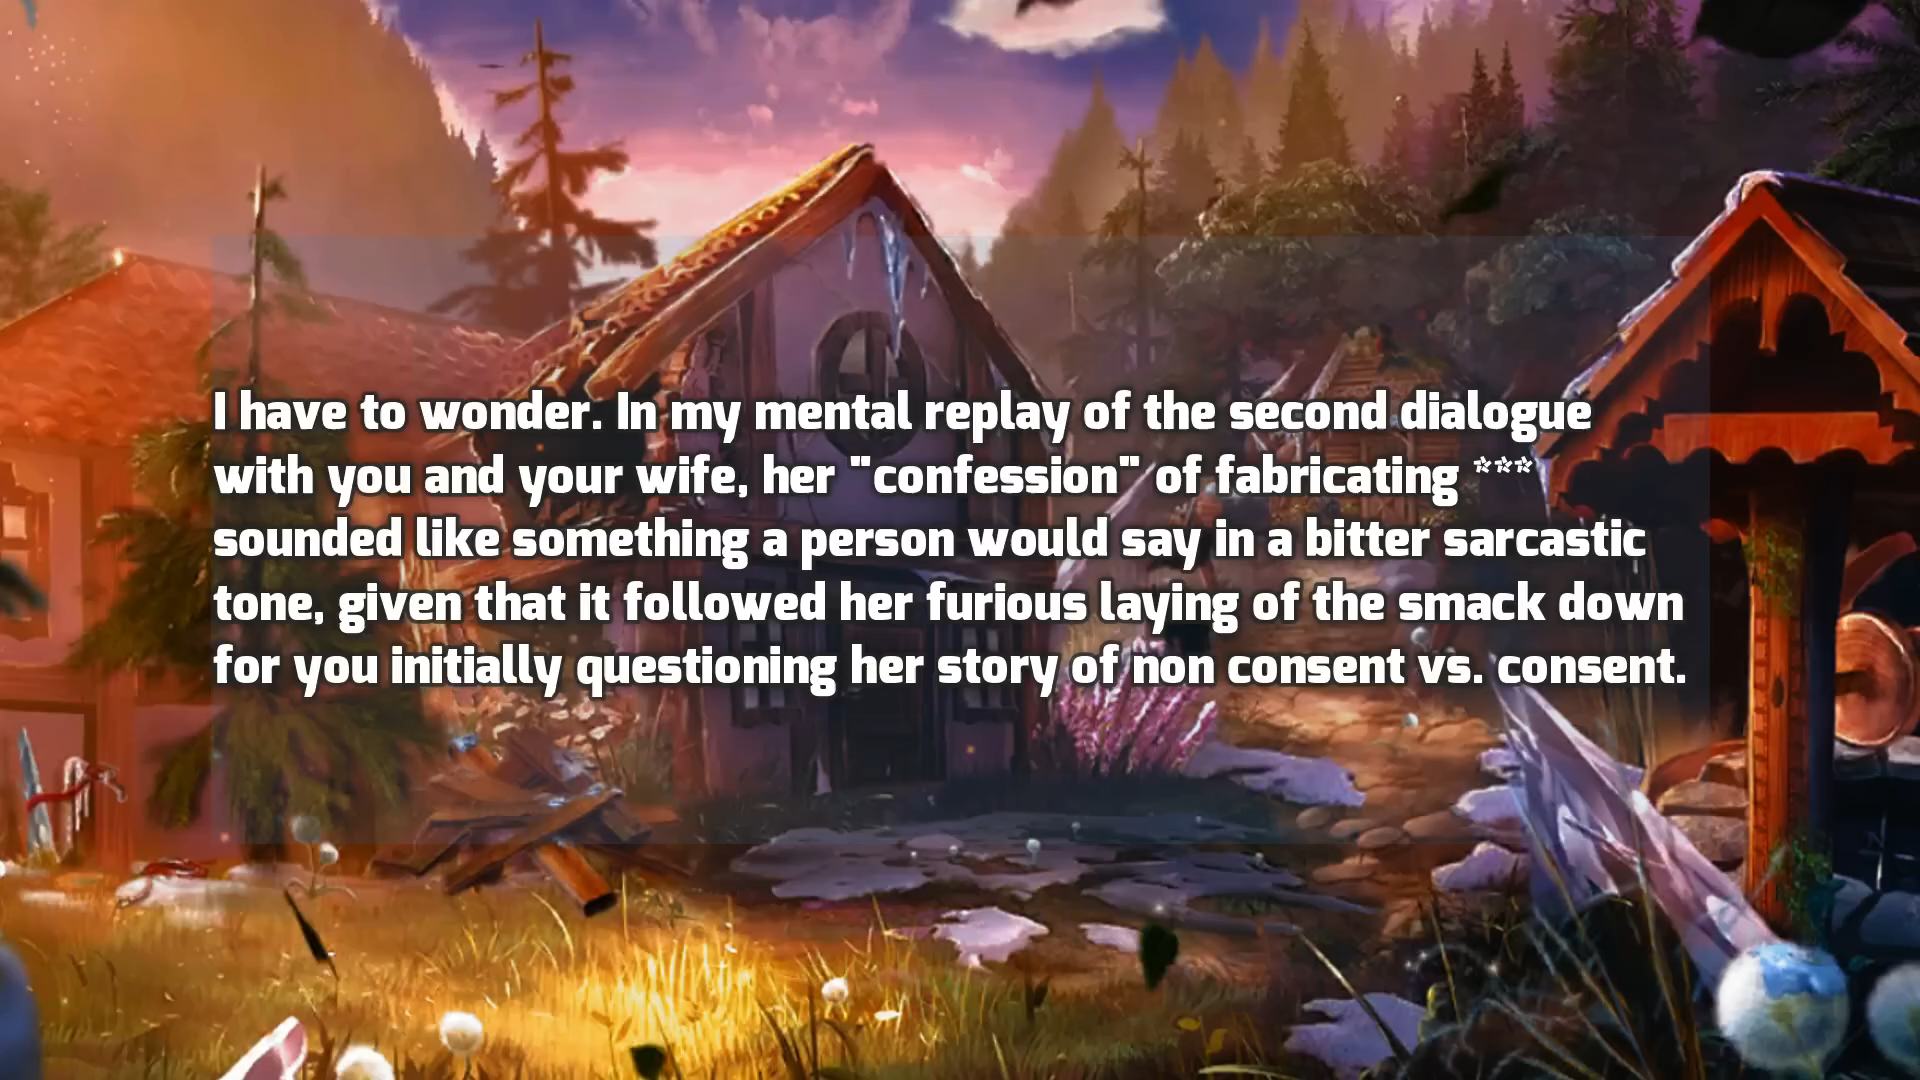 I have to wonder. In my mental replay of the second dialogue
with you and your wife, her "confession" of fabricating ***
sounded like something a person would say in a bitter sarcastic
tone, given that it followed her furious laying of the smack down
for you initially questioning her story of non consent vs. consent.